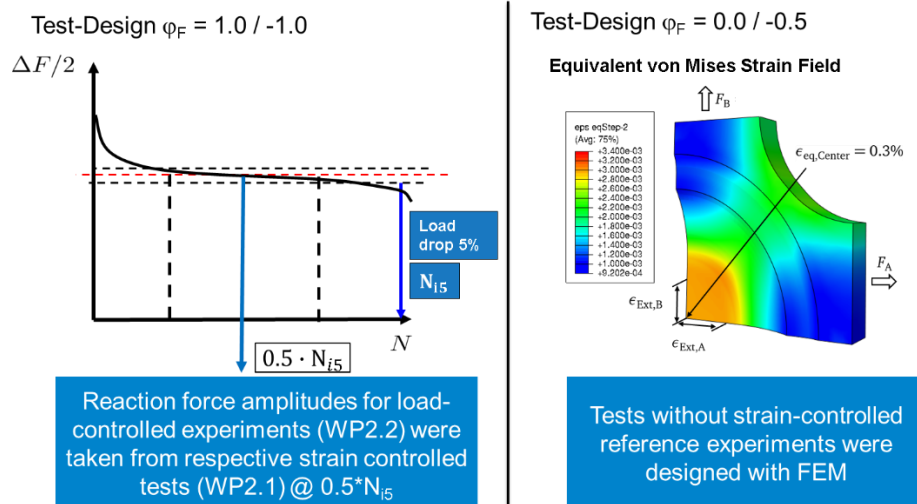 Test-Design φF = 1.0 / -1.0
ΔF/2
Load
drop 5%
Ni5
N
0.5 · Ni5
Reaction force amplitudes for load-
controlled experiments (WP2.2) were
taken from respective strain controlled
tests (WP2.1) @ 0.5*Ni5
Test-Design φF = 0.0 / -0.5
Equivalent von Mises Strain Field
FB
eps eqStep-2
(Avg: 75%)
+3.400e-03
+3.200e-03
+3.000e-03
+2.800e-03
+2.600e-03
+2.400e-03
+2.200e-03
+2.000e-03
+1.800e-03
+1.600e-03
+1.400e-03
+1.200e-03
+1.000e-03
+9.202e-04
ϵeq,Center = 0.3%
FA
ϵExt,B
ϵExt,A
Tests without strain-controlled
reference experiments were
designed with FEM